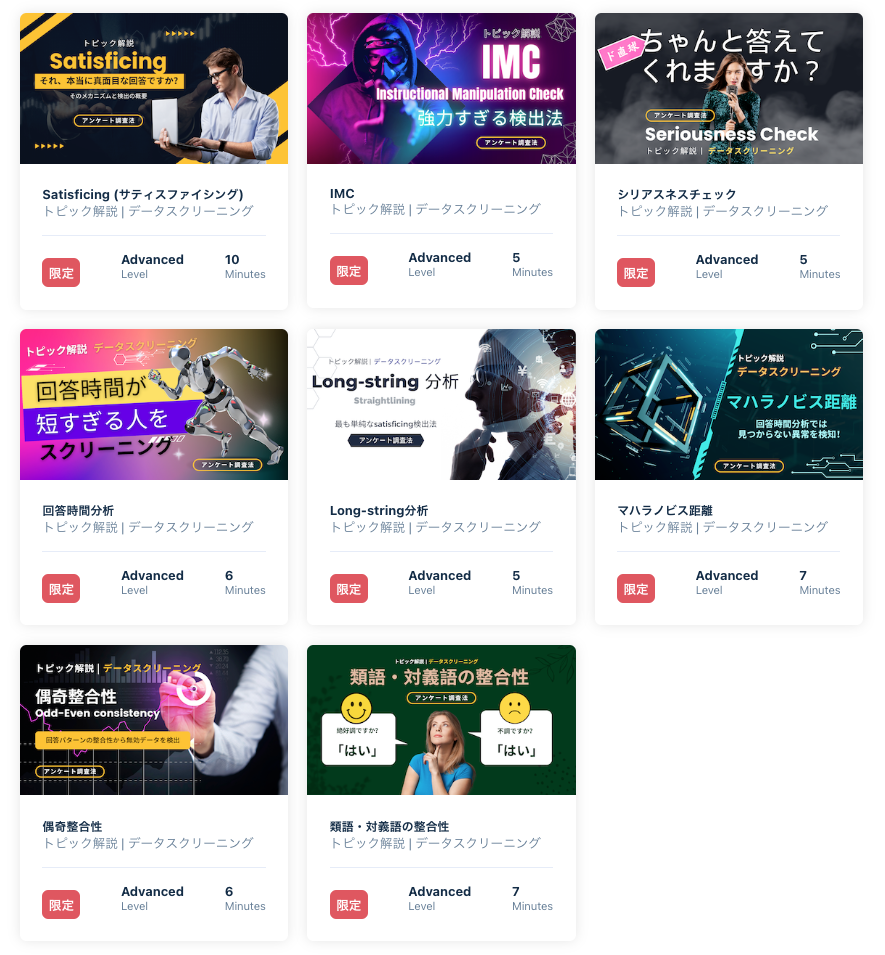 トピック解説
Satisficing
それ、本当に真面目な回答ですか?
そのメカニズムと検出の概要
アンケート調査法
Satisficing (サティスファイシング)
トピック解説 | データスクリーニング
限定
Advanced
Level
10
Minutes
トピック解説
IMC
Instructional Manipulation Check
強力すぎる検出法
アンケート調査法
IMC
トピック解説 | データスクリーニング
限定
Advanced
Level
5
Minutes
ド直球
ちゃんと答えて
くれますか?
アンケート調査法
Seriousness Check
トピック解説 | データスクリーニング
シリアスネスチェック
トピック解説 | データスクリーニング
限定
Advanced
Level
5
Minutes
トピック解説 データスクリーニング
回答時間が
短すぎる人を
スクリーニング
アンケート調査法
回答時間分析
トピック解説 | データスクリーニング
限定
Advanced
Level
6
Minutes
トピック解説 | データスクリーニング
Long-string 分析
Straightlining
最も単純なsatisficing検出法
アンケート調査法
Long-string分析
トピック解説 | データスクリーニング
限定
Advanced
Level
5
Minutes
トピック解説
データスクリーニング
マハラノビス距離
回答時間分析では
見つからない異常を検知!
アンケート調査法
マハラノビス距離
トピック解説 | データスクリーニング
限定
Advanced
Level
7
Minutes
トピック解説 | データスクリーニング
偶奇整合性
Odd-Even consistency
回答パターンの整合性から無効データを検出
アンケート調査法
偶奇整合性
トピック解説 | データスクリーニング
限定
Advanced
Level
6
Minutes
トピック解説 | データスクリーニング
類語・対義語の整合性
アンケート調査法
絶好調ですか?
「はい」
不調ですか?
「はい」
類語・対義語の整合性
トピック解説 | データスクリーニング
限定
Advanced
Level
7
Minutes